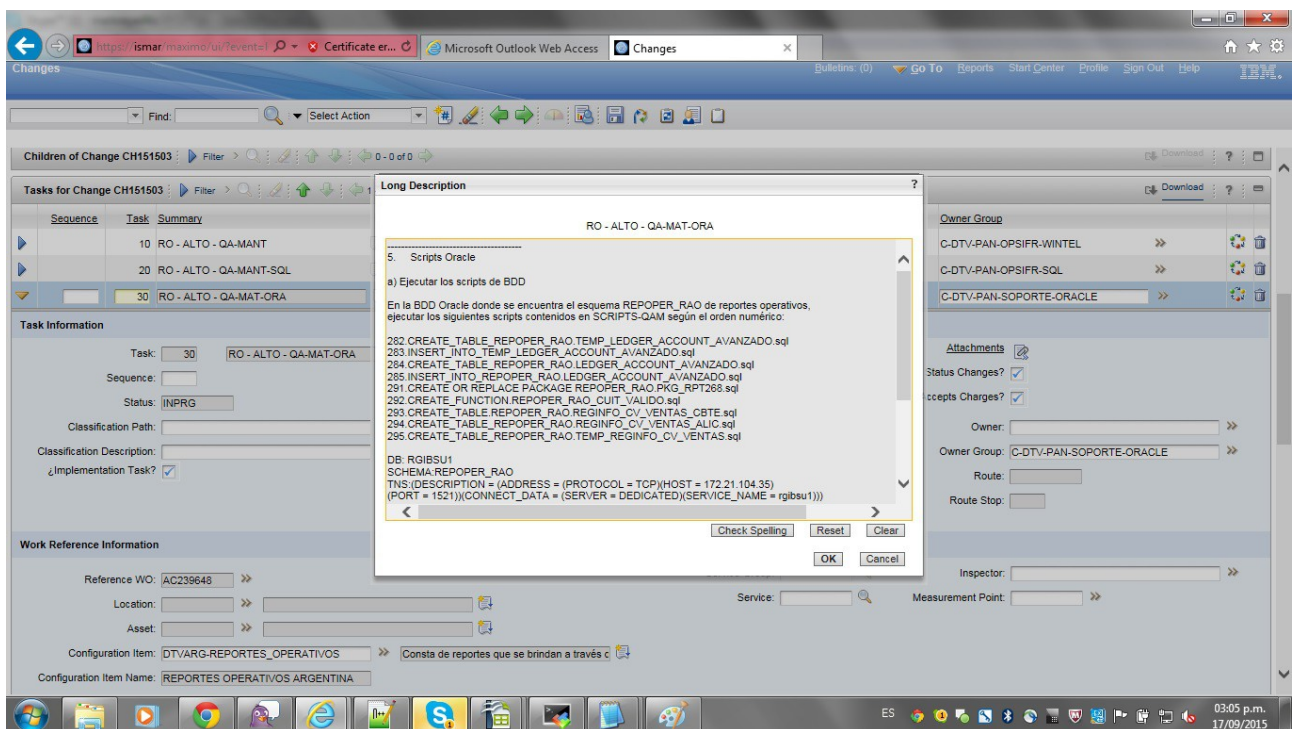 https://ismar/maximo/ui/?event=l
Certificate er...
Microsoft Outlook Web Access
Changes
Changes
Bulletins: (0)
Go To
Reports
Start Center
Profile
Sign Out
Help
IBM.
Find:
Select Action
Children of Change CH151503
Filter
0 - 0 of 0
Download
?
Tasks for Change CH151503
Filter
1
Download
?
Sequence Task Summary Owner Group
10 RO - ALTO - QA-MANT C-DTV-PAN-OPSIFR-WINTEL
20 RO - ALTO - QA-MANT-SQL C-DTV-PAN-OPSIFR-SQL
30 RO - ALTO - QA-MAT-ORA C-DTV-PAN-SOPORTE-ORACLE
Long Description ?
RO - ALTO - QA-MAT-ORA
---------------------------------------
5. Scripts Oracle
a) Ejecutar los scripts de BDD
En la BDD Oracle donde se encuentra el esquema REPOPER_RAO de reportes operativos,
ejecutar los siguientes scripts contenidos en SCRIPTS-QAM según el orden numérico:
282.CREATE_TABLE_REPOPER_RAO.TEMP_LEDGER_ACCOUNT_AVANZADO.sql
283.INSERT_INTO_TEMP_LEDGER_ACCOUNT_AVANZADO.sql
284.CREATE_TABLE_REPOPER_RAO.LEDGER_ACCOUNT_AVANZADO.sql
285.INSERT_INTO_REPOPER_RAO.LEDGER_ACCOUNT_AVANZADO.sql
291.CREATE OR REPLACE PACKAGE REPOPER_RAO.PKG_RPT268.sql
292.CREATE_FUNCTION.REPOPER_RAO_CUIT_VALIDO.sql
293.CREATE_TABLE.REPOPER_RAO.REGINFO_CV_VENTAS_CBTE.sql
294.CREATE_TABLE_REPOPER_RAO.REGINFO_CV_VENTAS_ALIC.sql
295.CREATE_TABLE_REPOPER_RAO.TEMP_REGINFO_CV_VENTAS.sql
DB: RGIBSU1
SCHEMA:REPOPER_RAO
TNS:(DESCRIPTION = (ADDRESS = (PROTOCOL = TCP)(HOST = 172.21.104.35)
(PORT = 1521))(CONNECT_DATA = (SERVER = DEDICATED)(SERVICE_NAME = rgibsu1)))
Check Spelling Reset Clear
OK Cancel
Task Information
Task: 30 RO - ALTO - QA-MAT-ORA
Sequence:
Status: INPRG
Classification Path:
Classification Description:
¿Implementation Task?
Attachments
Status Changes?
ccepts Charges?
Owner:
Owner Group: C-DTV-PAN-SOPORTE-ORACLE
Route:
Route Stop:
Work Reference Information
Reference WO: AC239648
Location:
Asset:
Configuration Item: DTVARG-REPORTES_OPERATIVOS Consta de reportes que se brindan a través c
Configuration Item Name: REPORTES OPERATIVOS ARGENTINA
Service:
Inspector:
Measurement Point:
ES
03:05 p.m.
17/09/2015